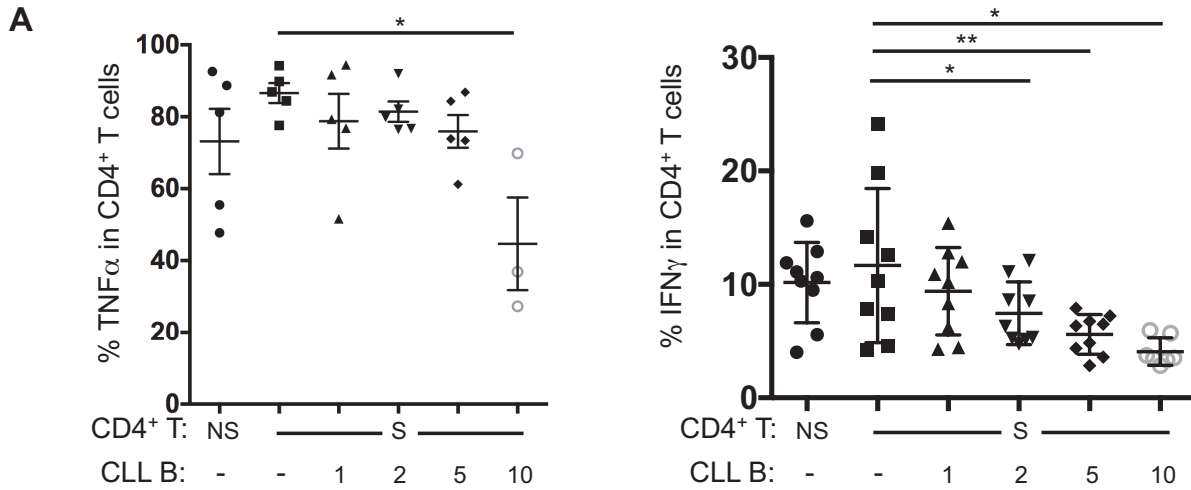 A
*
% TNFα in CD4⁺ T cells
100
80
60
40
20
0
CD4⁺ T: NS S
CLL B: - - 1 2 5 10
*
**
*
% IFNγ in CD4⁺ T cells
30
20
10
0
CD4⁺ T: NS S
CLL B: - - 1 2 5 10